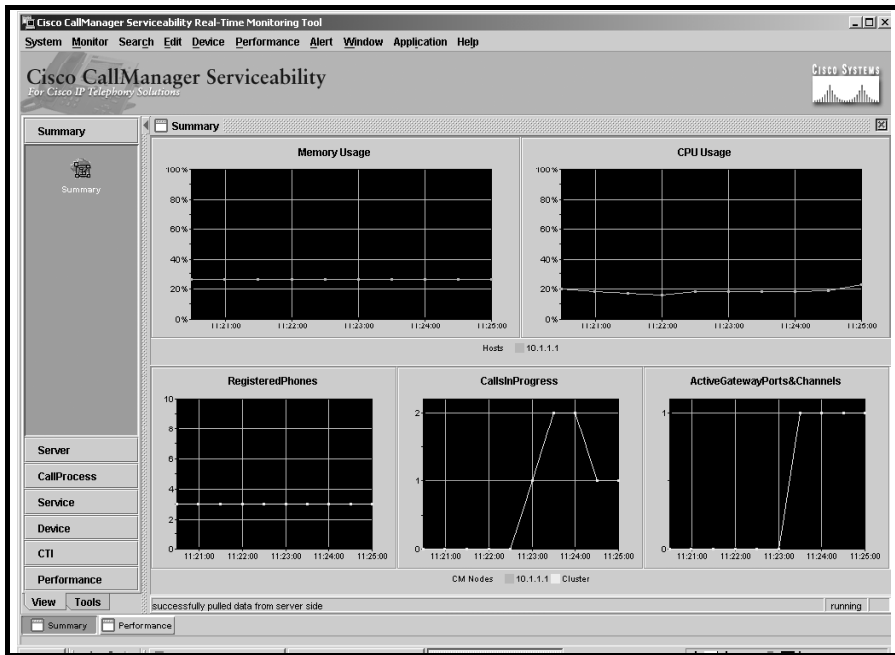 Cisco CallManager Serviceability Real-Time Monitoring Tool
System Monitor Search Edit Device Performance Alert Window Application Help
Cisco CallManager Serviceability
For Cisco IP Telephony Solutions
CISCO SYSTEMS
Summary
Summary
Summary
Memory Usage
100%
80%
60%
40%
20%
0%
11:21:00 11:22:00 11:23:00 11:24:00 11:25:00
CPU Usage
100%
80%
60%
40%
20%
0%
11:21:00 11:22:00 11:23:00 11:24:00 11:25:00
Hosts 10.1.1.1
RegisteredPhones
10
8
6
4
2
0
11:21:00 11:22:00 11:23:00 11:24:00 11:25:00
CallsInProgress
2
1
0
11:21:00 11:22:00 11:23:00 11:24:00 11:25:00
ActiveGatewayPorts&Channels
1
0
11:21:00 11:22:00 11:23:00 11:24:00 11:25:00
CM Nodes 10.1.1.1 Cluster
Server
CallProcess
Service
Device
CTI
Performance
View Tools
successfully pulled data from server side
running
Summary Performance